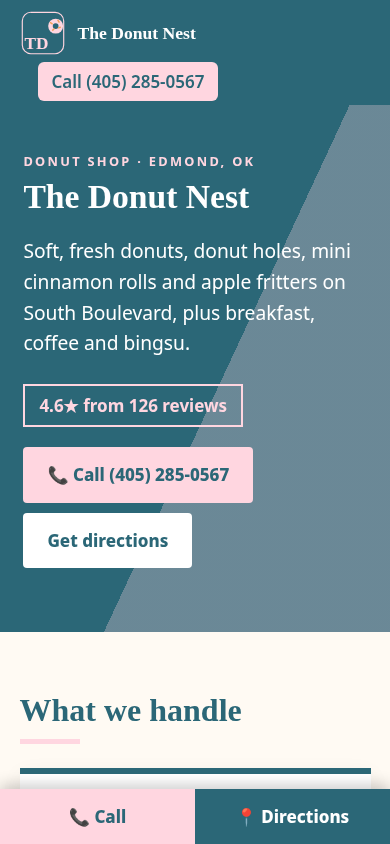 TD
The Donut Nest
Call (405) 285-0567
DONUT SHOP · EDMOND, OK
The Donut Nest
Soft, fresh donuts, donut holes, mini
cinnamon rolls and apple fritters on
South Boulevard, plus breakfast,
coffee and bingsu.
4.6★ from 126 reviews
📞 Call (405) 285-0567
Get directions
What we handle
📞 Call
📍 Directions